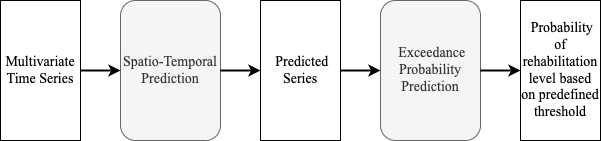 Multivariate
Time Series
Spatio-Temporal
Prediction
Predicted
Series
Exceedance
Probability
Prediction
Probability
of
rehabilitation
level based
on predefined
threshold